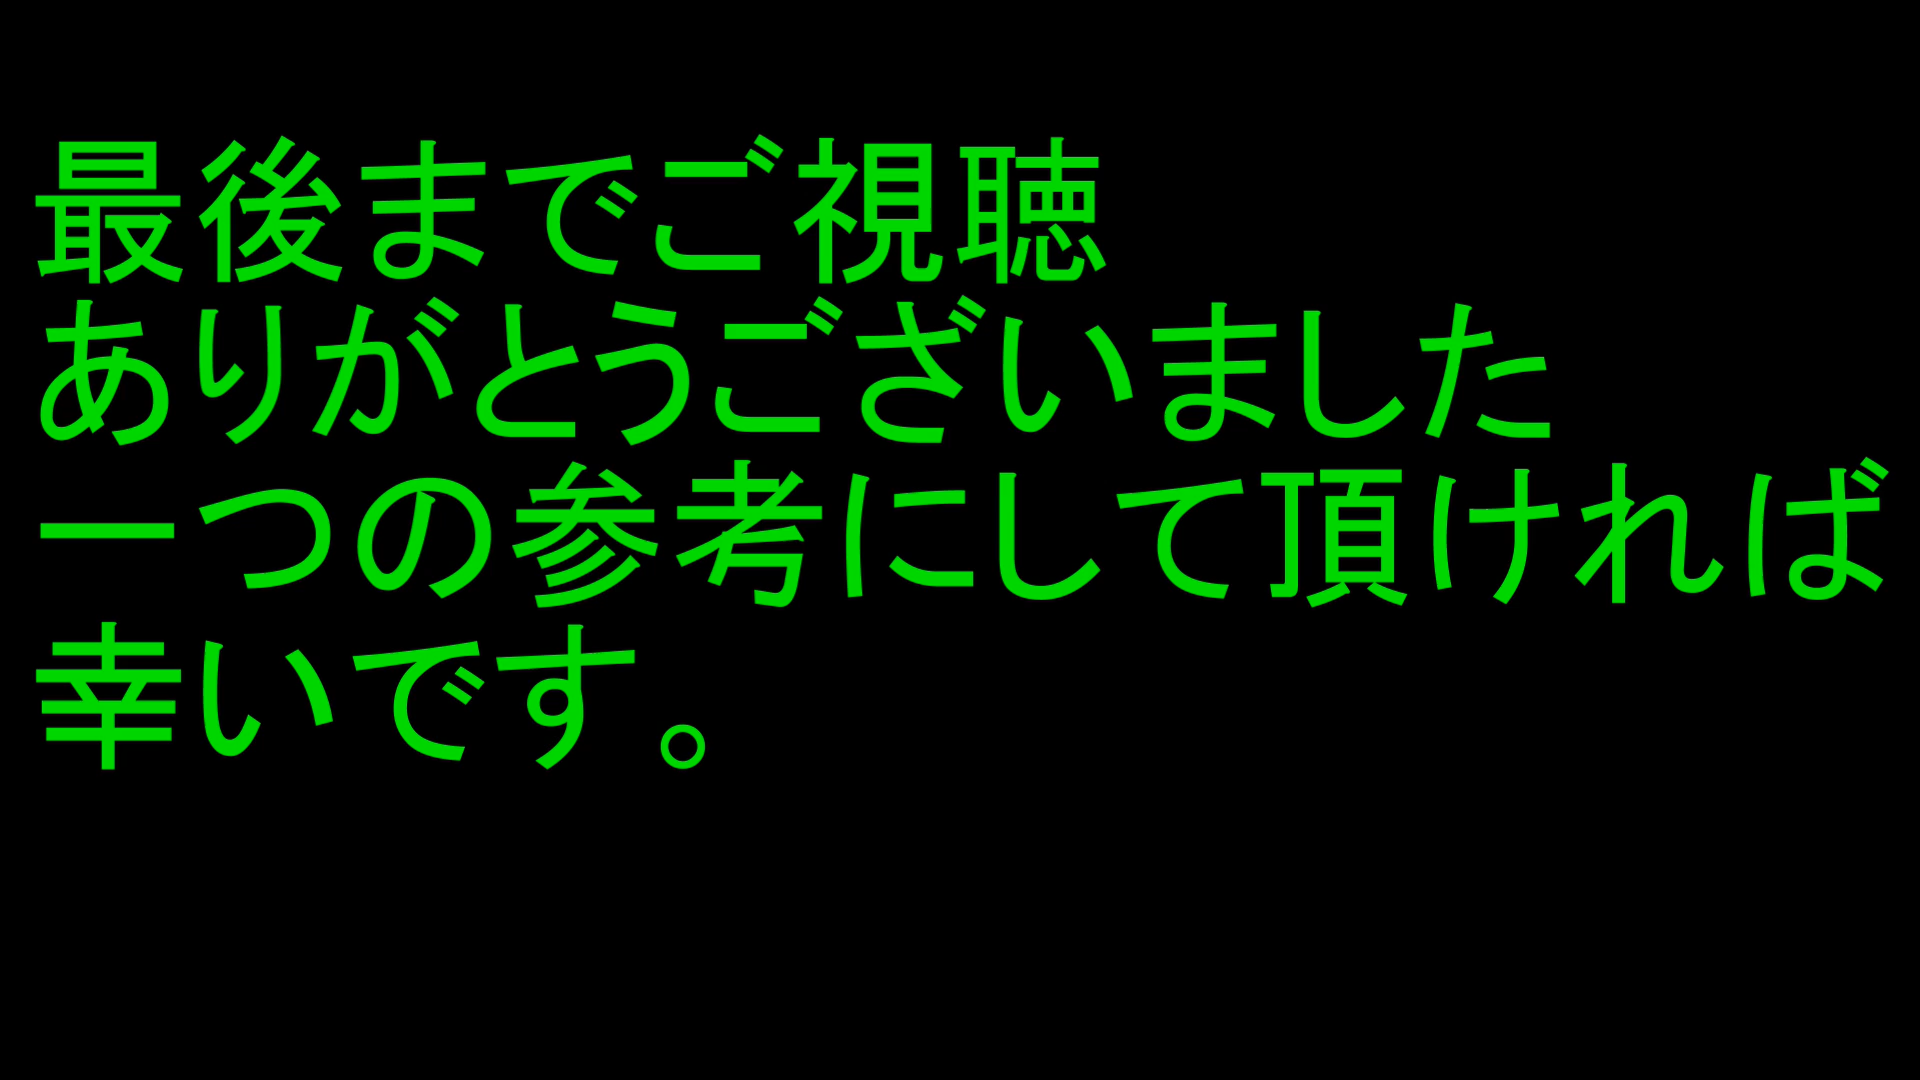 最後までご視聴
ありがとうございました
一つの参考にして頂ければ
幸いです。